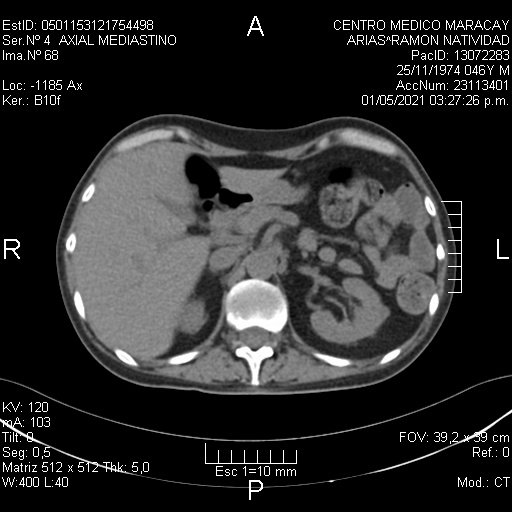 EstID: 0501153121754498
Ser.Nº 4 AXIAL MEDIASTINO
Ima.Nº 68
Loc: -1185 Ax
Ker.: B10f
A
CENTRO MEDICO MARACAY
ARIAS^RAMON NATIVIDAD
PacID: 13072283
25/11/1974 046Y M
AccNum: 23113401
01/05/2021 03:27:26 p.m.
R
L
KV: 120
mA: 103
Tilt: 0
Seg: 0,5
Matriz 512 x 512 Thk: 5,0
W:400 L:40
Esc 1=10 mm
P
FOV: 39,2 x 39 cm
Ref.: 0
Mod.: CT